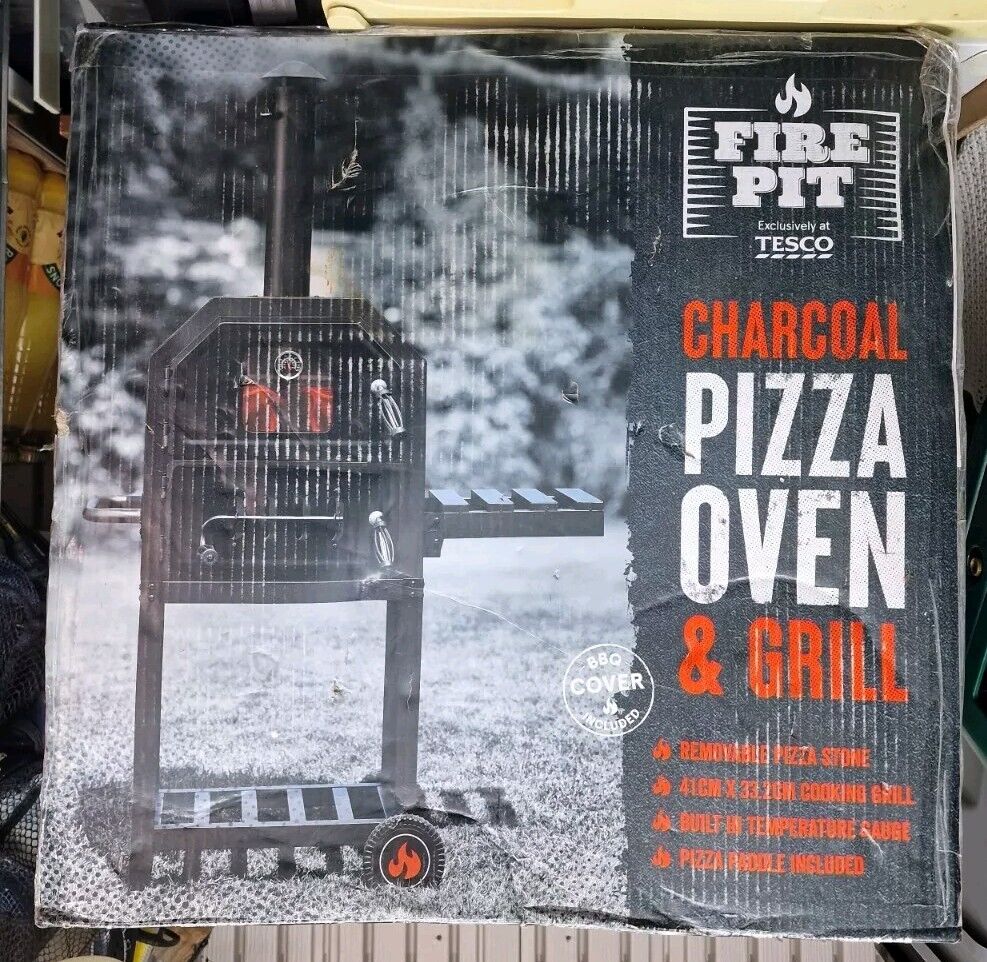 FIRE
PIT
Exclusively at
TESCO
CHARCOAL
PIZZA
OVEN
& GRILL
BBQ
COVER
INCLUDED
REMOVABLE PIZZA STONE
41CM X 33.2CM COOKING GRILL
BUILT IN TEMPERATURE GAUGE
PIZZA PADDLE INCLUDED